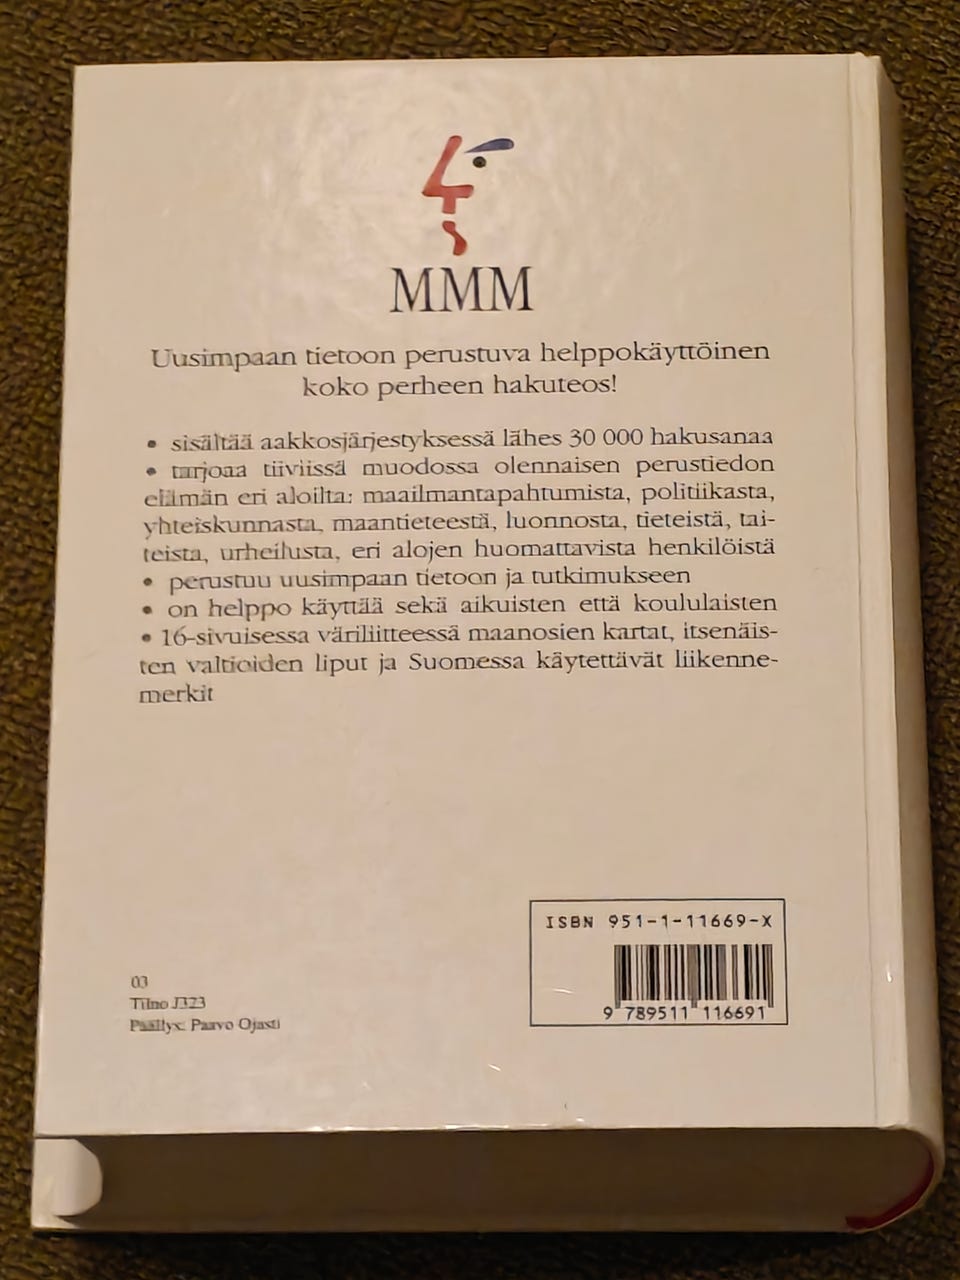 MMM
Uusimpaan tietoon perustuva helppokäyttöinen
koko perheen hakuteos!
• sisältää aakkosjärjestyksessä lähes 30 000 hakusanaa
• tarjoaa tiiviissä muodossa olennaisen perustiedon
elämän eri aloilta: maailmantapahtumista, politiikasta,
yhteiskunnasta, maantieteestä, luonnosta, tieteistä, tai-
teista, urheilusta, eri alojen huomattavista henkilöistä
• perustuu uusimpaan tietoon ja tutkimukseen
• on helppo käyttää sekä aikuisten että koululaisten
• 16-sivuisessa väriliitteessä maanosien kartat, itsenäis-
ten valtioiden liput ja Suomessa käytettävät liikenne-
merkit
ISBN 951-1-11669-X
9 789511 116691
03
Tilno J323
Päällys: Paavo Ojasti